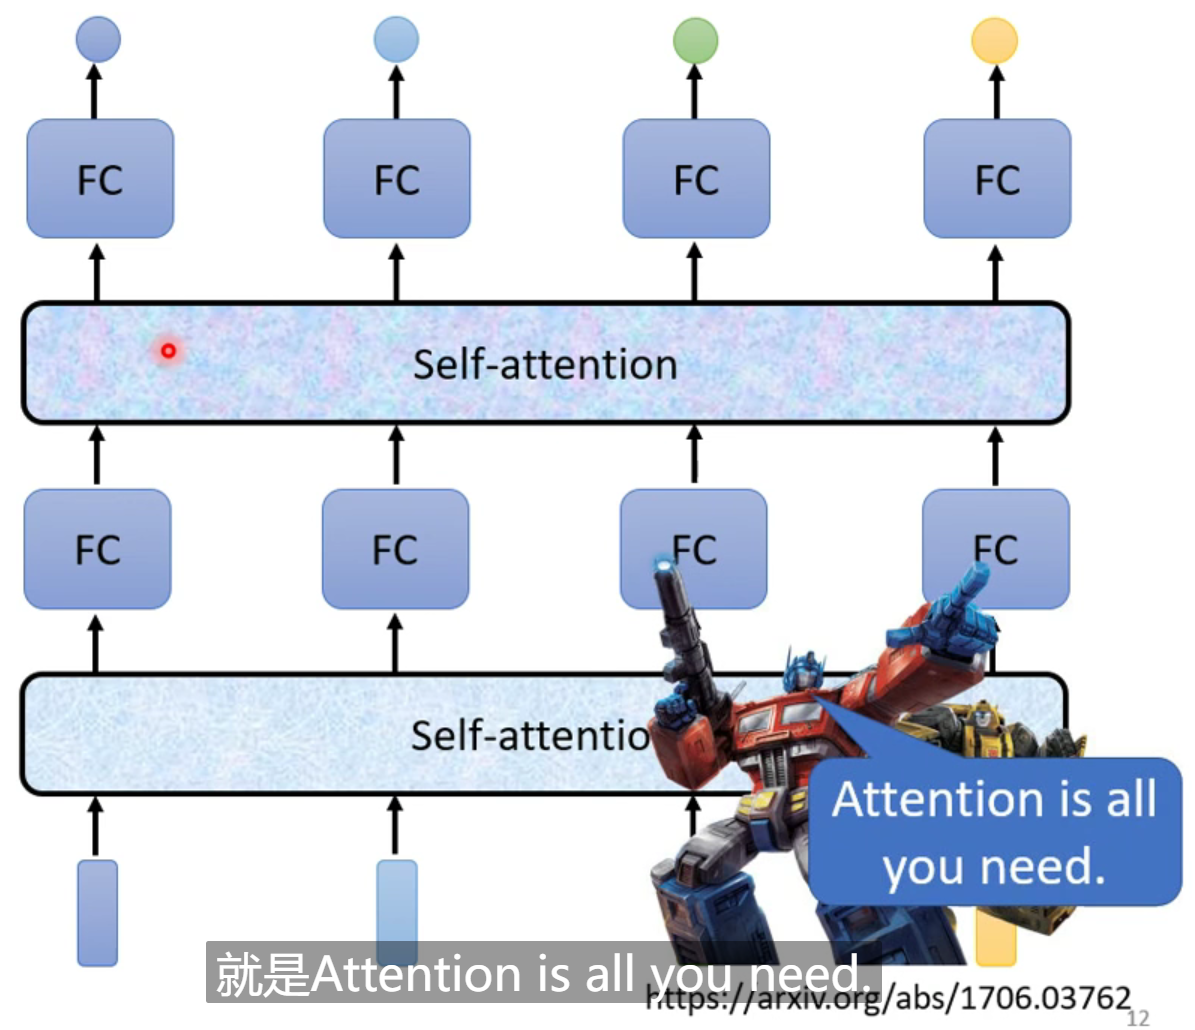 FC FC FC FC
Self-attention
FC FC FC FC
Self-attentio
Attention is all
you need.
就是Attention is all you need.
https://arxiv.org/abs/1706.03762
12